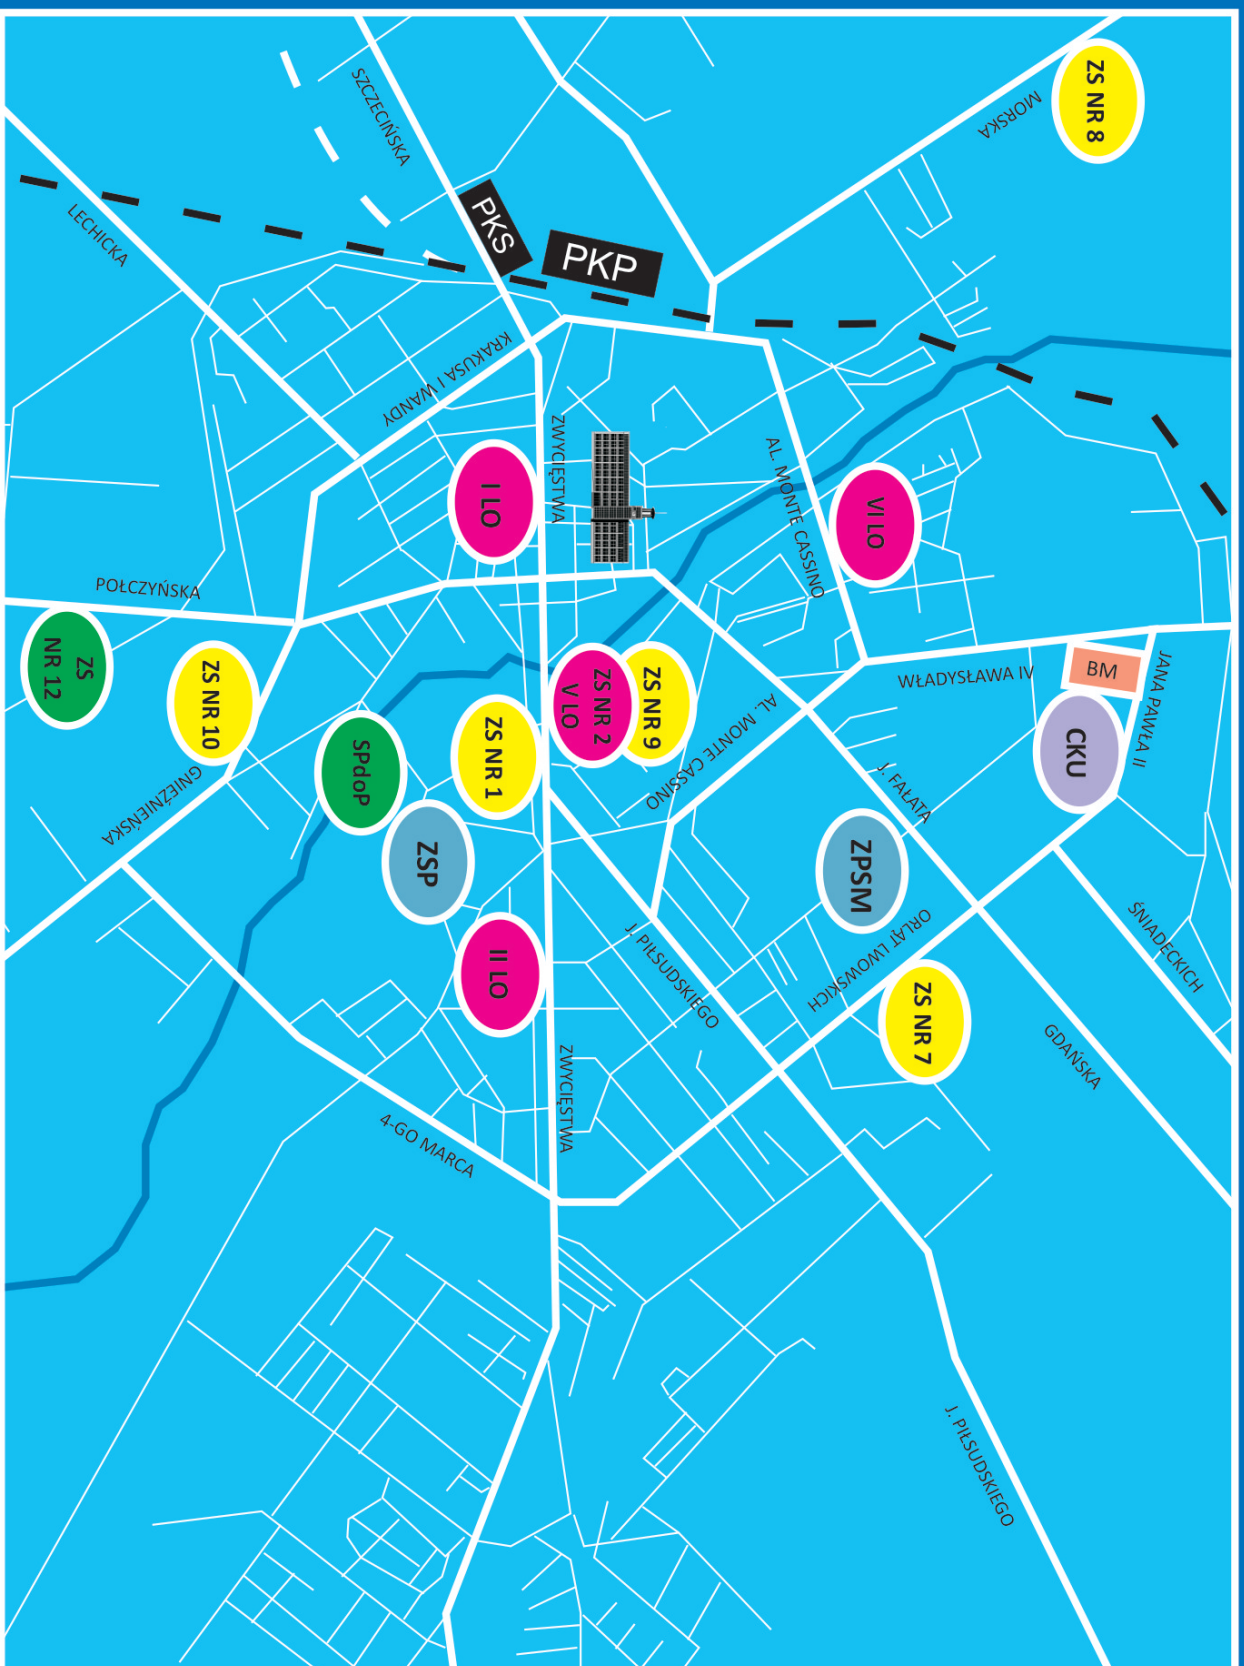 ZS NR 8
MORSKA
SZCZECIŃSKA
PKS
PKP
LECHICKA
KRAKUSA I WANDY
ZWYCIĘSTWA
I LO
AL. MONTE CASSINO
VI LO
POŁCZYŃSKA
ZS
NR 12
ZS NR 10
GNIEŹNIEŃSKA
SPdoP
ZSP
ZS NR 1
ZS NR 2
V LO
ZS NR 9
AL. MONTE CASSINO
WŁADYSŁAWA IV
BM
JANA PAWŁA II
CKU
J. FAŁATA
ZPSM
ORLĄT LWOWSKICH
ŚNIADECKICH
II LO
J. PIŁSUDSKIEGO
ZS NR 7
GDAŃSKA
ZWYCIĘSTWA
4-GO MARCA
J. PIŁSUDSKIEGO